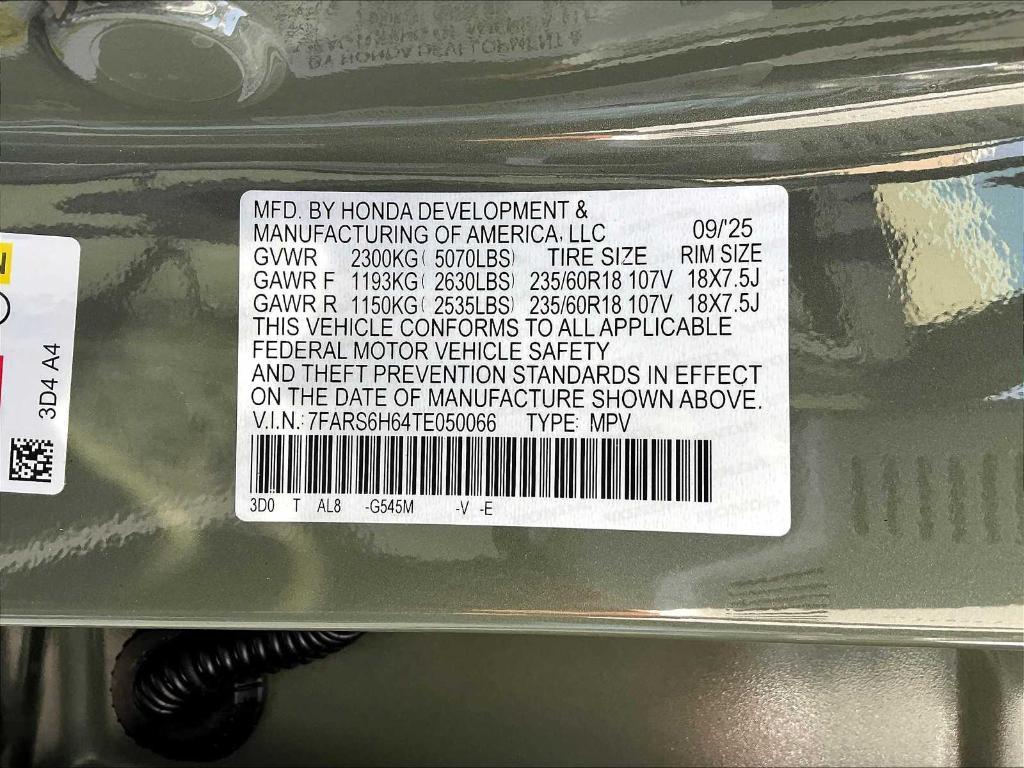 MFD. BY HONDA DEVELOPMENT &
MANUFACTURING OF AMERICA, LLC 09/'25
GVWR 2300KG( 5070LBS) TIRE SIZE RIM SIZE
GAWR F 1193KG( 2630LBS) 235/60R18 107V 18X7.5J
GAWR R 1150KG( 2535LBS) 235/60R18 107V 18X7.5J
THIS VEHICLE CONFORMS TO ALL APPLICABLE
FEDERAL MOTOR VEHICLE SAFETY
AND THEFT PREVENTION STANDARDS IN EFFECT
ON THE DATE OF MANUFACTURE SHOWN ABOVE.
V.I.N.: 7FARS6H64TE050066 TYPE: MPV
3D0 T AL8 -G545M -V -E
3D4 A4